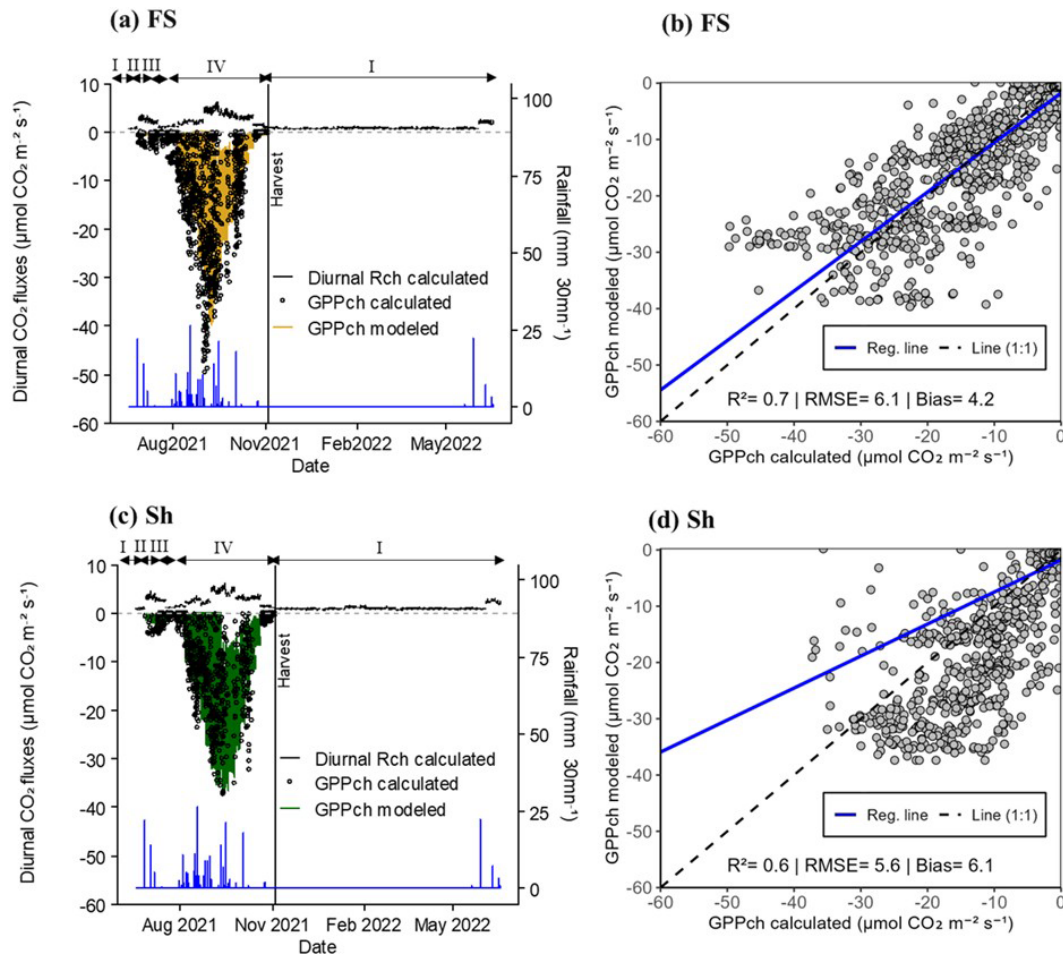 (a) FS
I II III IV I
10
0
-10
-20
-30
-40
-50
-60
Diurnal CO₂ fluxes (µmol CO₂ m⁻² s⁻¹)
100
75
50
25
0
Rainfall (mm 30mn⁻¹)
Harvest
Diurnal Rch calculated
GPPch calculated
GPPch modeled
Aug2021 Nov2021 Feb2022 May2022
Date
(b) FS
0
-10
-20
-30
-40
-50
-60
GPPch modeled (µmol CO₂ m⁻² s⁻¹)
Reg. line Line (1:1)
R²= 0.7 | RMSE= 6.1 | Bias= 4.2
-60 -50 -40 -30 -20 -10 0
GPPch calculated (µmol CO₂ m⁻² s⁻¹)
(c) Sh
I II III IV I
10
0
-10
-20
-30
-40
-50
-60
Diurnal CO₂ fluxes (µmol CO₂ m⁻² s⁻¹)
100
75
50
25
0
Rainfall (mm 30mn⁻¹)
Harvest
Diurnal Rch calculated
GPPch calculated
GPPch modeled
Aug 2021 Nov 2021 Feb 2022 May 2022
Date
(d) Sh
0
-10
-20
-30
-40
-50
-60
GPPch modeled (µmol CO₂ m⁻² s⁻¹)
Reg. line Line (1:1)
R²= 0.6 | RMSE= 5.6 | Bias= 6.1
-60 -50 -40 -30 -20 -10 0
GPPch calculated (µmol CO₂ m⁻² s⁻¹)